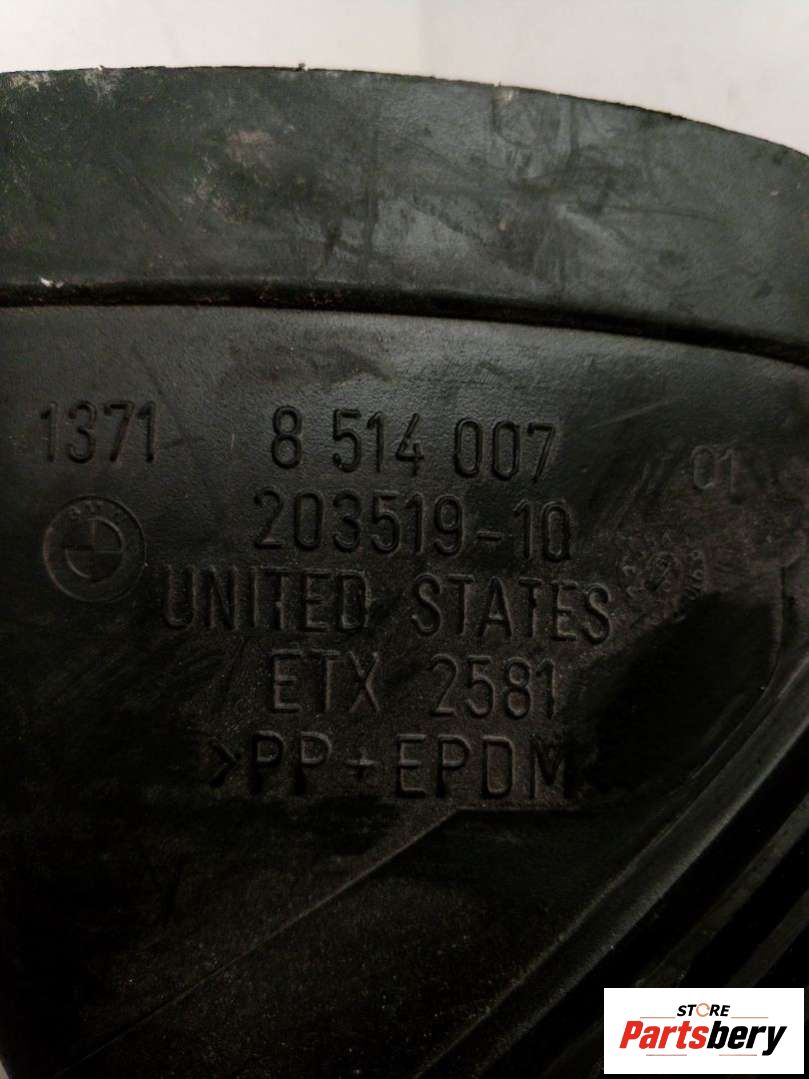 1371 8 514 007 01
203519-10
UNITED STATES
ETX 2581
>PP+EPDM
STORE
Partsbery